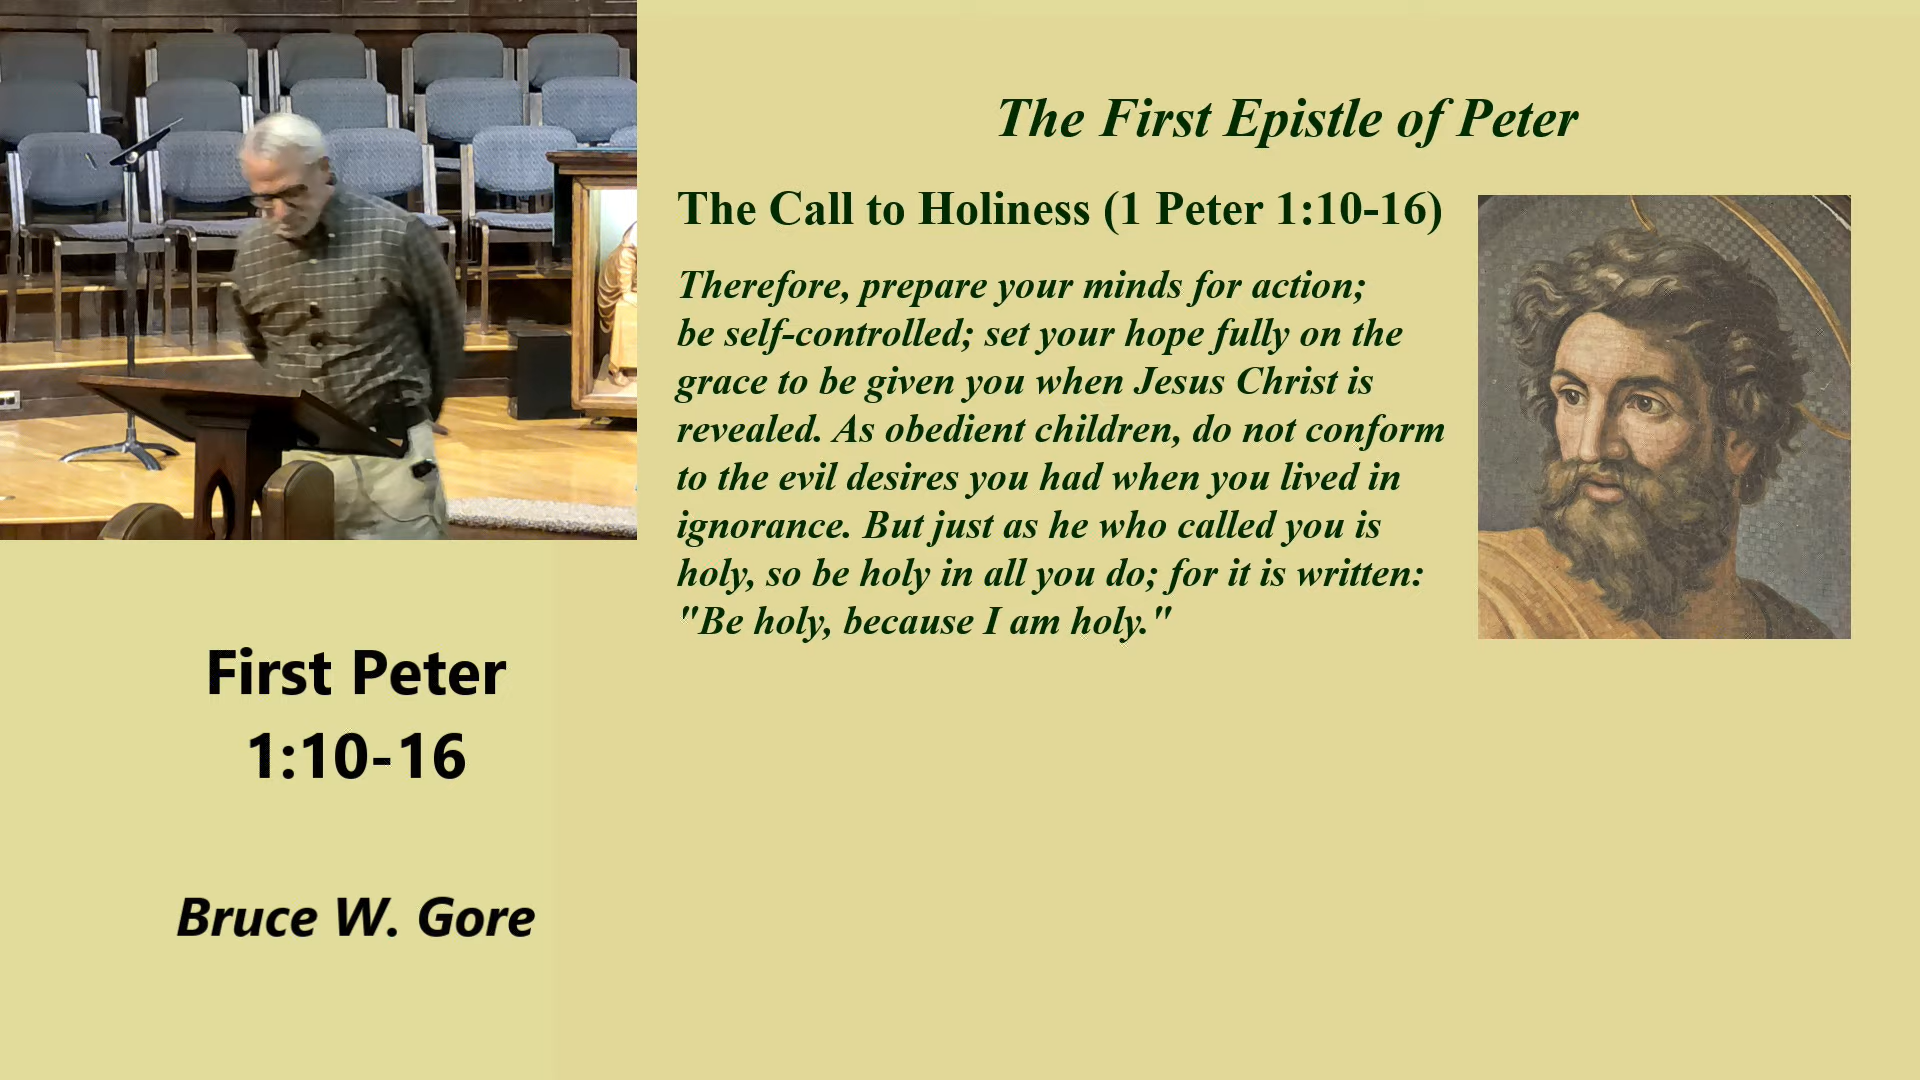 The First Epistle of Peter
The Call to Holiness (1 Peter 1:10-16)
Therefore, prepare your minds for action;
be self-controlled; set your hope fully on the
grace to be given you when Jesus Christ is
revealed. As obedient children, do not conform
to the evil desires you had when you lived in
ignorance. But just as he who called you is
holy, so be holy in all you do; for it is written:
"Be holy, because I am holy."
First Peter
1:10-16
Bruce W. Gore